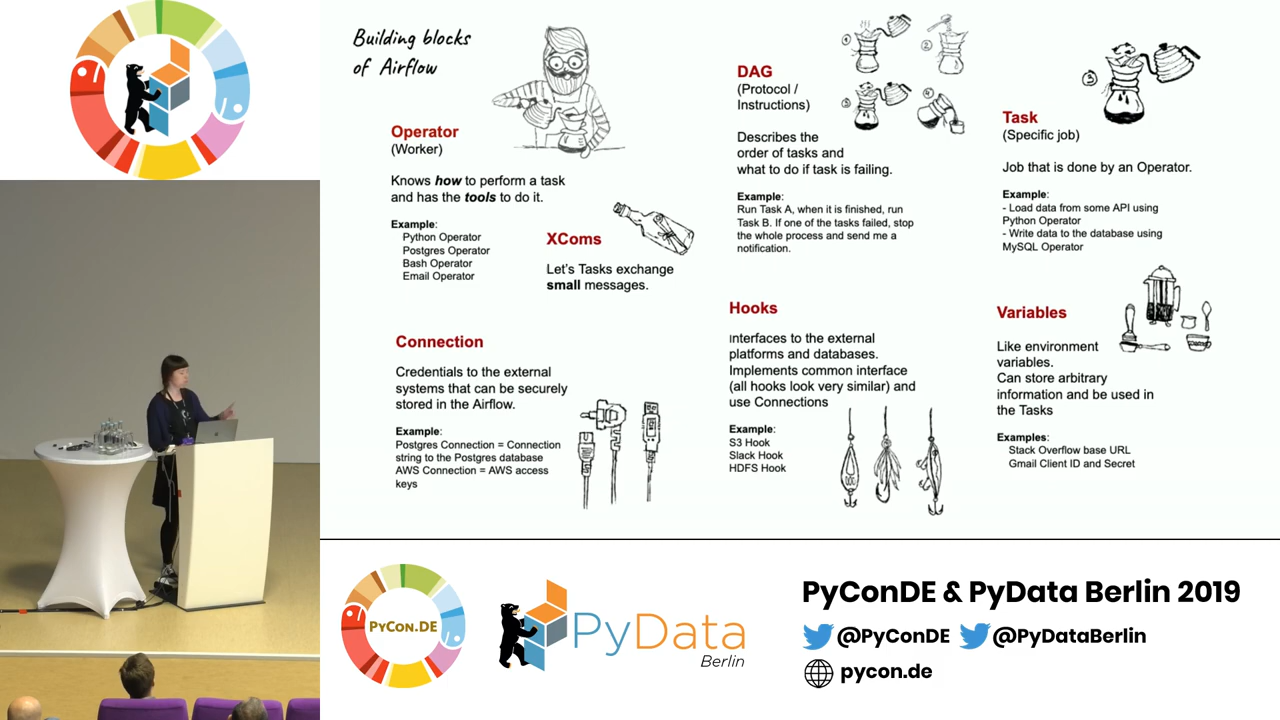 Building blocks
of Airflow
Operator
(Worker)
Knows how to perform a task
and has the tools to do it.
Example:
Python Operator
Postgres Operator
Bash Operator
Email Operator
XComs
Let's Tasks exchange
small messages.
DAG
(Protocol /
Instructions)
Describes the
order of tasks and
what to do if task is failing.
Example:
Run Task A, when it is finished, run
Task B. If one of the tasks failed, stop
the whole process and send me a
notification.
Task
(Specific job)
Job that is done by an Operator.
Example:
- Load data from some API using
Python Operator
- Write data to the database using
MySQL Operator
Connection
Credentials to the external
systems that can be securely
stored in the Airflow.
Example:
Postgres Connection = Connection
string to the Postgres database
AWS Connection = AWS access
keys
Hooks
Interfaces to the external
platforms and databases.
Implements common interface
(all hooks look very similar) and
use Connections
Example:
S3 Hook
Slack Hook
HDFS Hook
Variables
Like environment
variables.
Can store arbitrary
information and be used in
the Tasks
Examples:
Stack Overflow base URL
Gmail Client ID and Secret
PYCON.DE
PyData
Berlin
PyConDE & PyData Berlin 2019
@PyConDE @PyDataBerlin
pycon.de